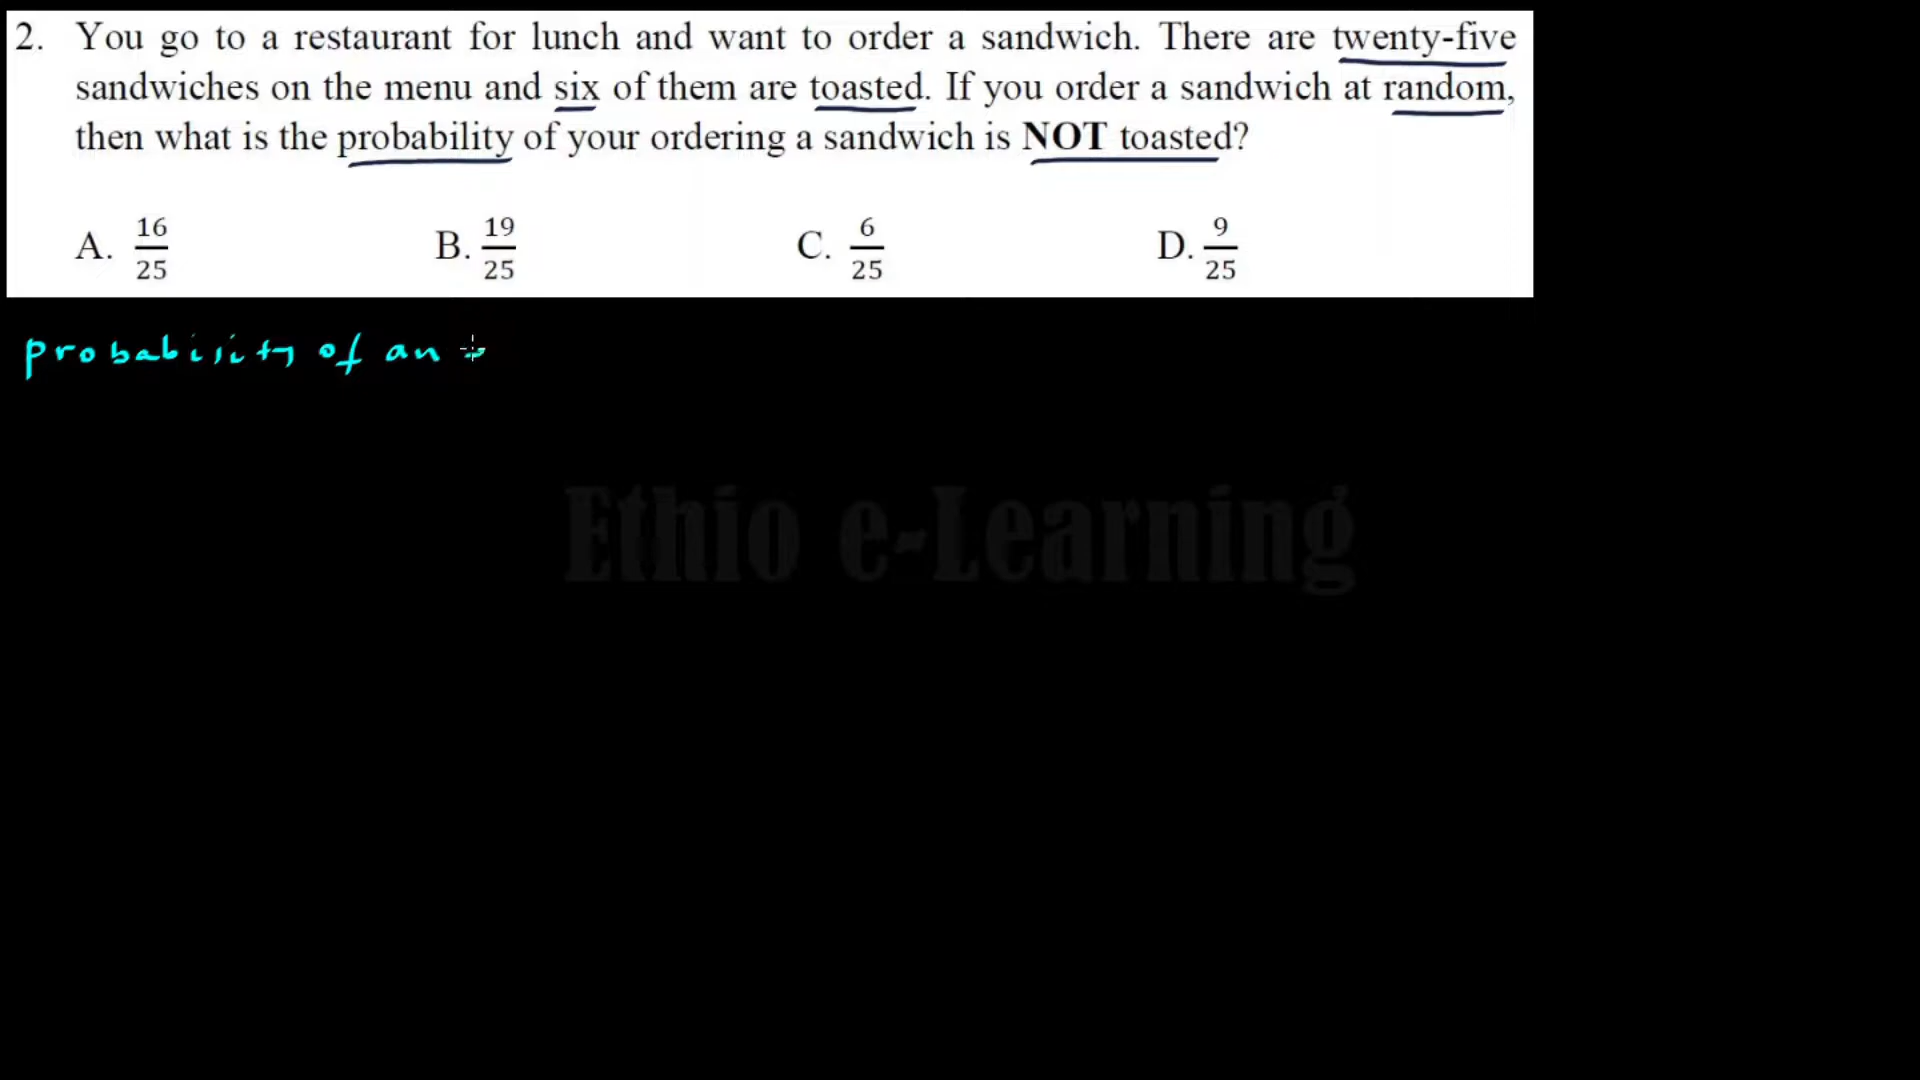 2. You go to a restaurant for lunch and want to order a sandwich. There are twenty-five
sandwiches on the menu and six of them are toasted. If you order a sandwich at random,
then what is the probability of your ordering a sandwich is NOT toasted?
A. 16/25 B. 19/25 C. 6/25 D. 9/25
probability of an
Ethio e-Learning